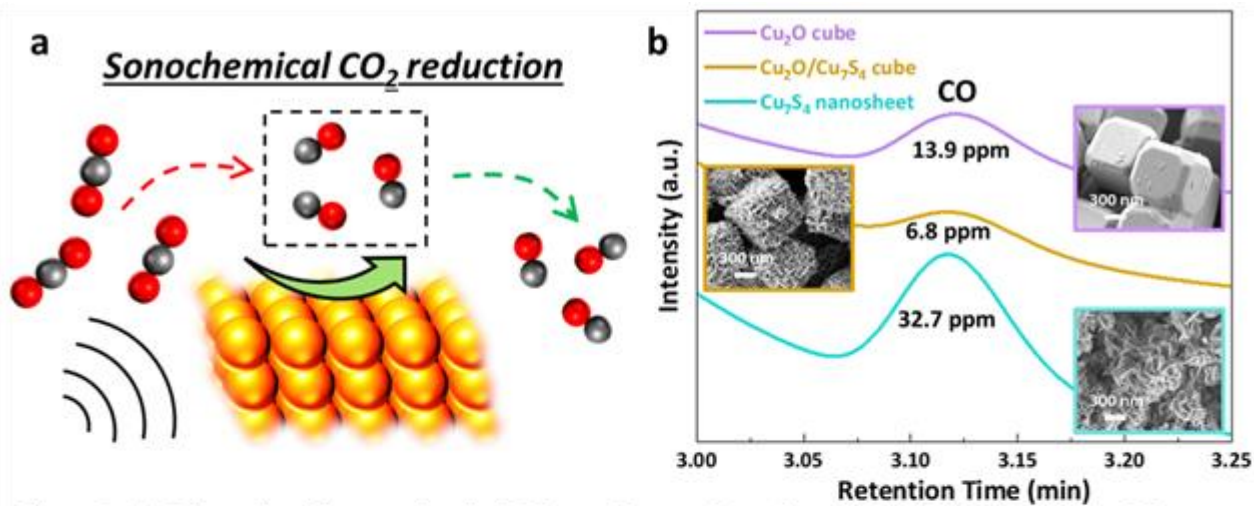 a
Sonochemical CO₂ reduction
b
Cu₂O cube
Cu₂O/Cu₇S₄ cube
Cu₇S₄ nanosheet
CO
13.9 ppm
300 nm
6.8 ppm
300 nm
32.7 ppm
300 nm
Intensity (a.u.)
3.00 3.05 3.10 3.15 3.20 3.25
Retention Time (min)